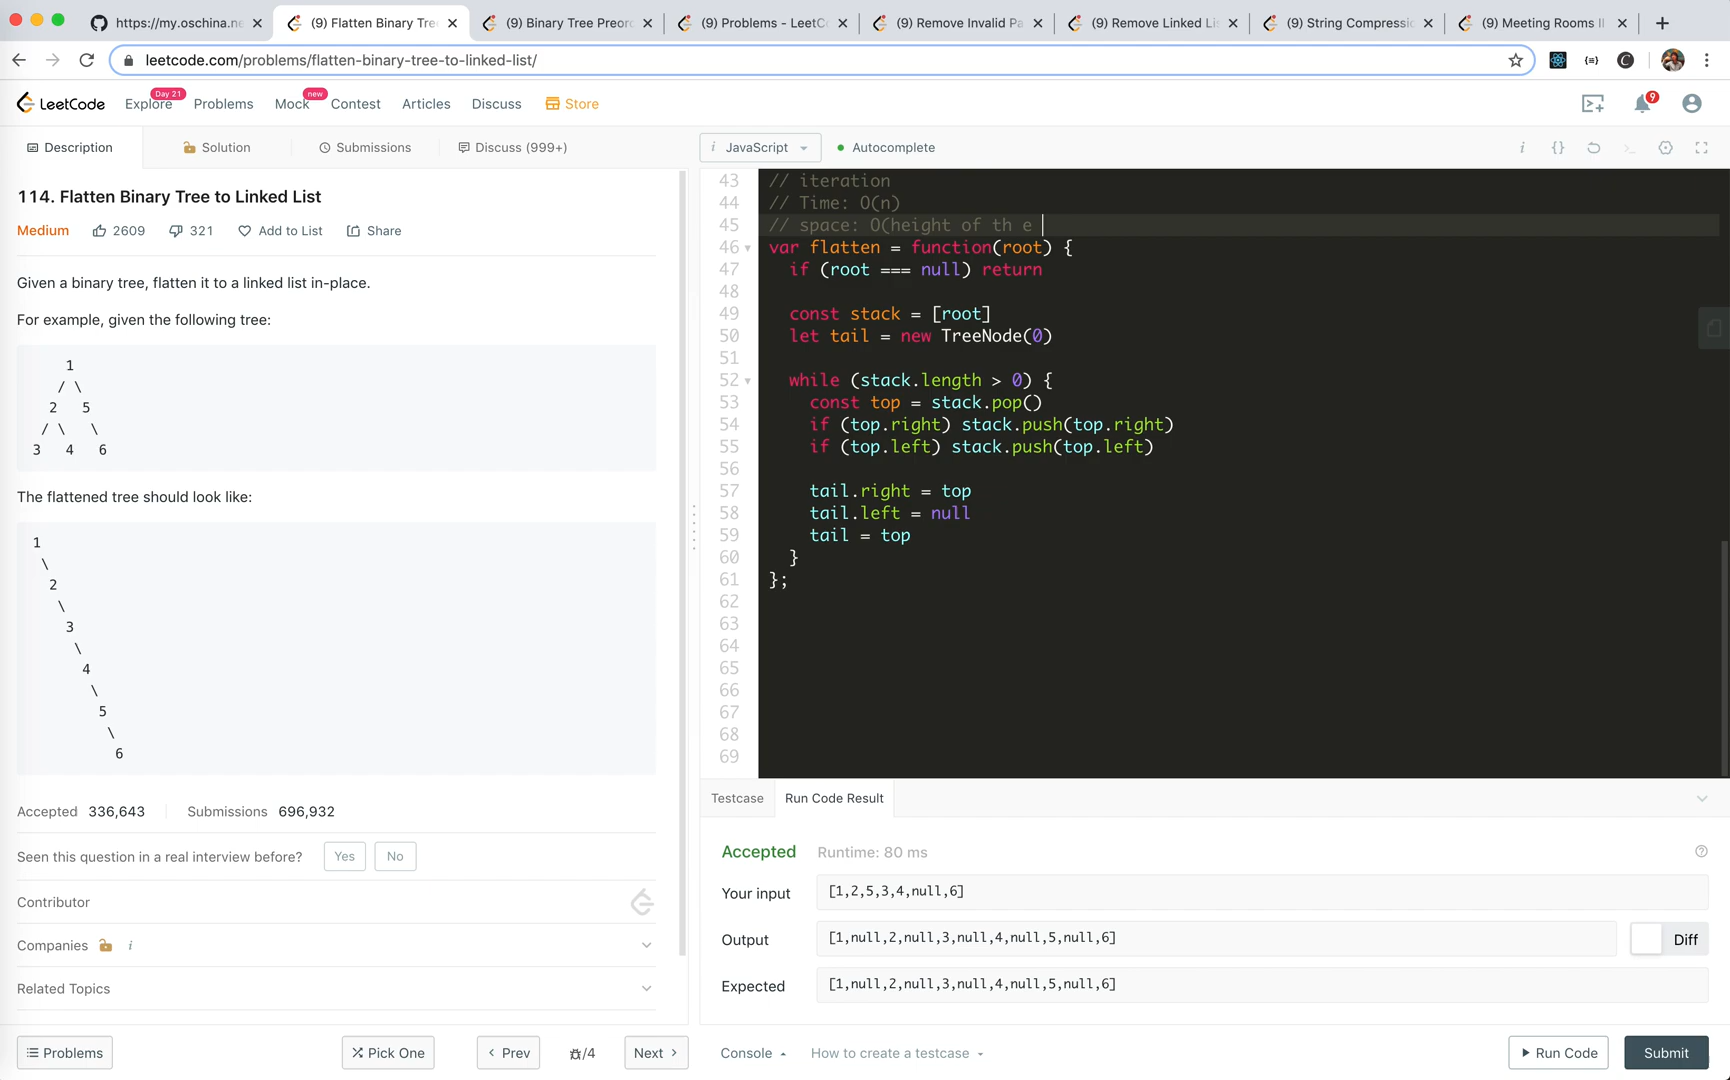 https://my.oschina.ne
(9) Flatten Binary Tre
(9) Binary Tree Preor
(9) Problems - LeetC
(9) Remove Invalid Pa
(9) Remove Linked Li
(9) String Compressi
(9) Meeting Rooms II
leetcode.com/problems/flatten-binary-tree-to-linked-list/
LeetCode
Explore
Day 21
Problems
Mock
new
Contest
Articles
Discuss
Store
9
Description
Solution
Submissions
Discuss (999+)
i JavaScript
Autocomplete
i {}
114. Flatten Binary Tree to Linked List
Medium
2609
321
Add to List
Share
Given a binary tree, flatten it to a linked list in-place.
For example, given the following tree:
1
/ \
2 5
/ \ \
3 4 6
The flattened tree should look like:
1
\
2
\
3
\
4
\
5
\
6
Accepted 336,643
Submissions 696,932
Seen this question in a real interview before?
Yes
No
Contributor
Companies i
Related Topics
Problems
Pick One
Prev
/4
Next
43 // iteration
44 // Time: O(n)
45 // space: O(height of th e
46 var flatten = function(root) {
47 if (root === null) return
48
49 const stack = [root]
50 let tail = new TreeNode(0)
51
52 while (stack.length > 0) {
53 const top = stack.pop()
54 if (top.right) stack.push(top.right)
55 if (top.left) stack.push(top.left)
56
57 tail.right = top
58 tail.left = null
59 tail = top
60 }
61 };
62
63
64
65
66
67
68
69
Testcase
Run Code Result
Accepted
Runtime: 80 ms
Your input
[1,2,5,3,4,null,6]
Output
[1,null,2,null,3,null,4,null,5,null,6]
Diff
Expected
[1,null,2,null,3,null,4,null,5,null,6]
Console
How to create a testcase
Run Code
Submit